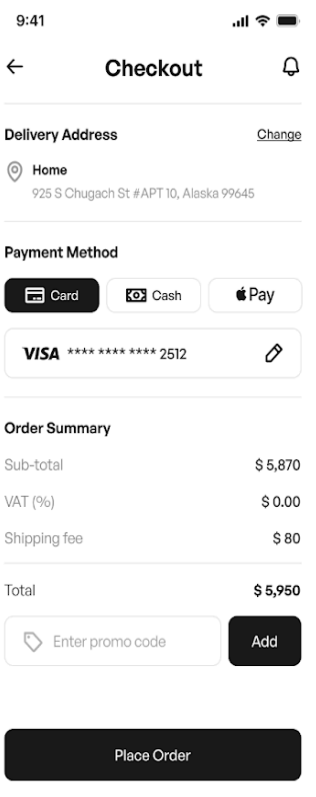 9:41
Checkout
Delivery Address Change
Home
925 S Chugach St #APT 10, Alaska 99645
Payment Method
Card Cash Pay
VISA **** **** **** 2512
Order Summary
Sub-total $ 5,870
VAT (%) $ 0.00
Shipping fee $ 80
Total $ 5,950
Enter promo code Add
Place Order